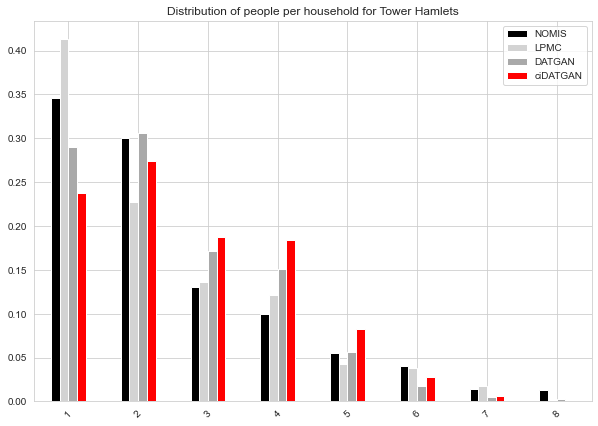 Distribution of people per household for Tower Hamlets
NOMIS
LPMC
DATGAN
ciDATGAN
0.40
0.35
0.30
0.25
0.20
0.15
0.10
0.05
0.00
1 2 3 4 5 6 7 8